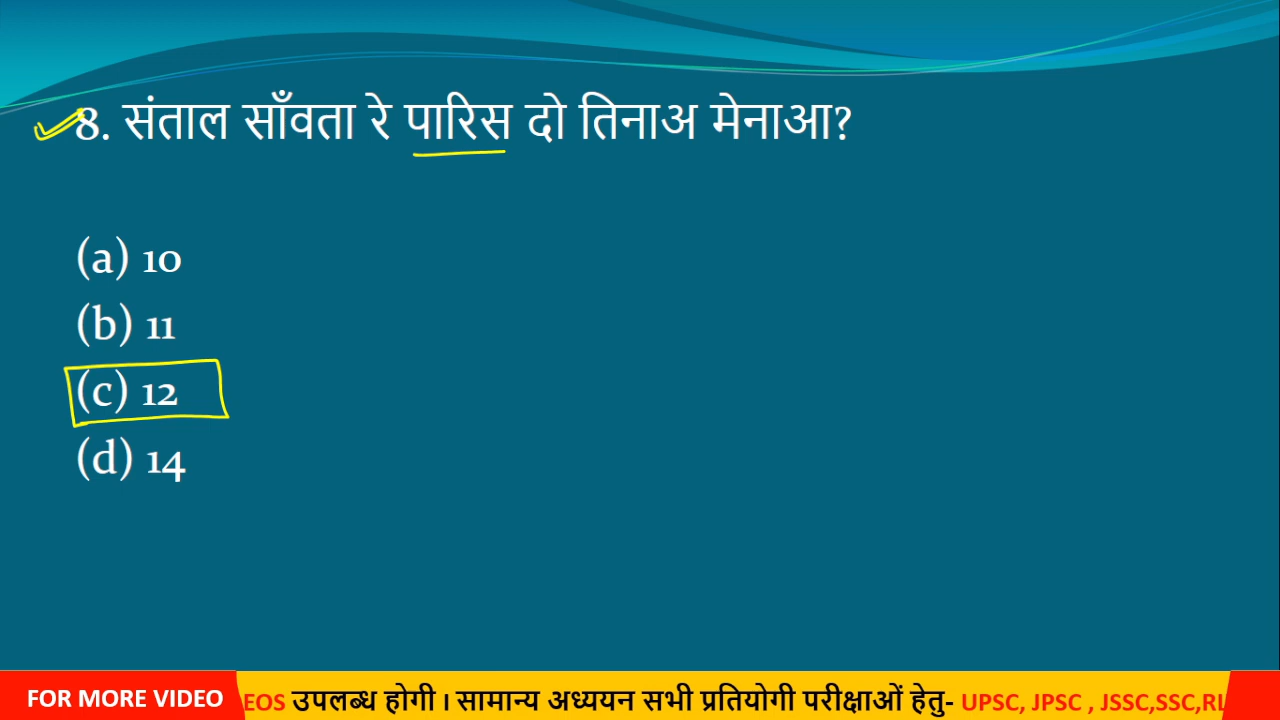 8. संताल साँवता रे पारिस दो तिनाअ मेनाआ?
(a) 10
(b) 11
(c) 12
(d) 14
FOR MORE VIDEO EOS उपलब्ध होगी । सामान्य अध्ययन सभी प्रतियोगी परीक्षाओं हेतु- UPSC, JPSC , JSSC,SSC,RL